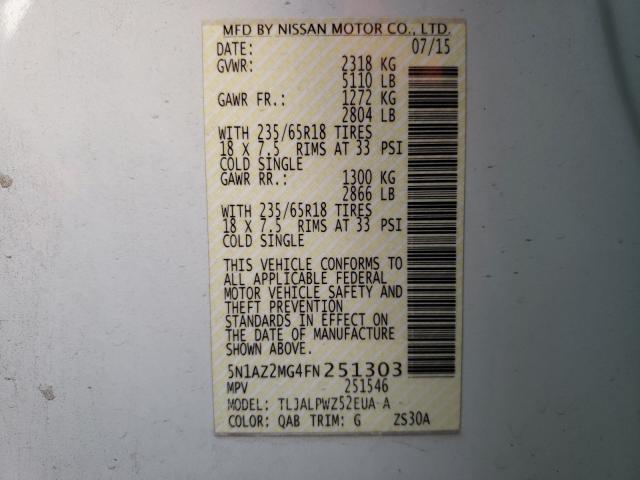 MFD BY NISSAN MOTOR CO., LTD.
DATE: 07/15
GVWR: 2318 KG
5110 LB
GAWR FR.: 1272 KG
2804 LB
WITH 235/65R18 TIRES
18 X 7.5 RIMS AT 33 PSI
COLD SINGLE
GAWR RR.: 1300 KG
2866 LB
WITH 235/65R18 TIRES
18 X 7.5 RIMS AT 33 PSI
COLD SINGLE
THIS VEHICLE CONFORMS TO
ALL APPLICABLE FEDERAL
MOTOR VEHICLE SAFETY AND
THEFT PREVENTION
STANDARDS IN EFFECT ON
THE DATE OF MANUFACTURE
SHOWN ABOVE.
5N1AZ2MG4FN251303
MPV 251546
MODEL: TLJALPWZ52EUA-A
COLOR: QAB TRIM: G ZS30A